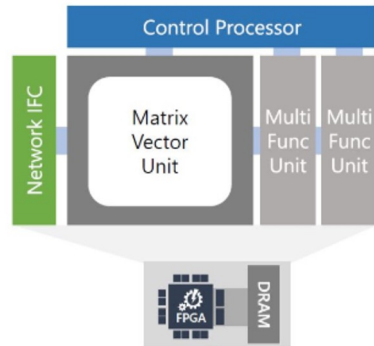 Control Processor
Network IFC
Matrix
Vector
Unit
Multi
Func
Unit
Multi
Func
Unit
FPGA
DRAM